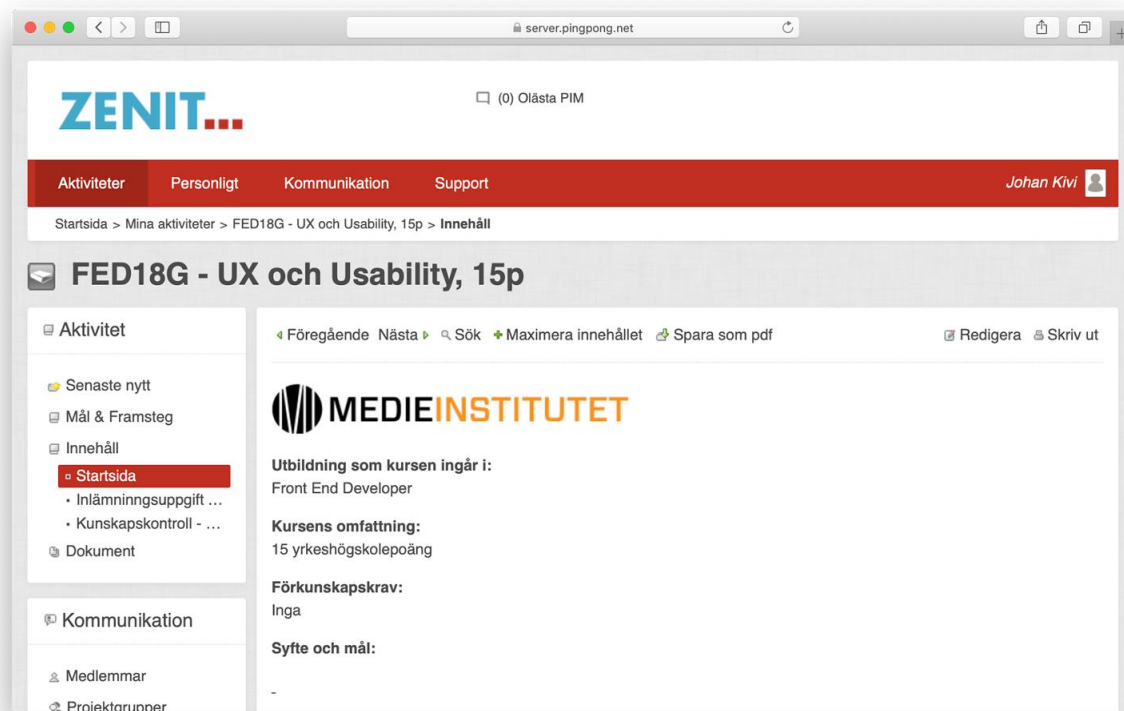 server.pingpong.net
ZENIT...
(0) Olästa PIM
Aktiviteter Personligt Kommunikation Support Johan Kivi
Startsida > Mina aktiviteter > FED18G - UX och Usability, 15p > Innehåll
FED18G - UX och Usability, 15p
Aktivitet
Senaste nytt
Mål & Framsteg
Innehåll
Startsida
Inlämninngsuppgift ...
Kunskapskontroll - ...
Dokument
Kommunikation
Medlemmar
Projektgrupper
Föregående Nästa Sök Maximera innehållet Spara som pdf Redigera Skriv ut
MEDIEINSTITUTET
Utbildning som kursen ingår i:
Front End Developer
Kursens omfattning:
15 yrkeshögskolepoäng
Förkunskapskrav:
Inga
Syfte och mål:
-